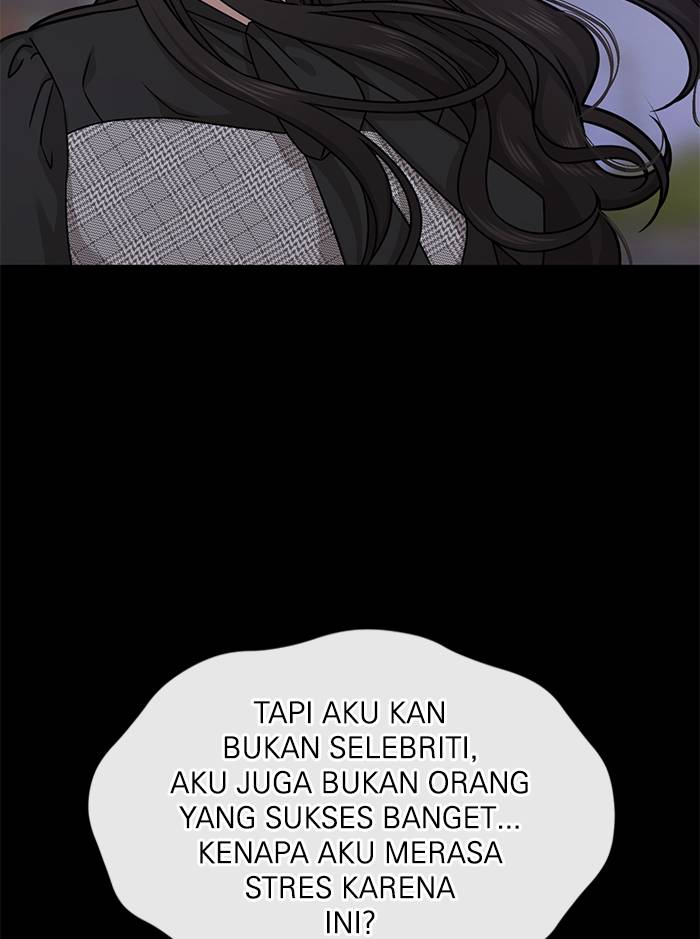 TAPI AKU KAN
BUKAN SELEBRITI,
AKU JUGA BUKAN ORANG
YANG SUKSES BANGET...
KENAPA AKU MERASA
STRES KARENA
INI?